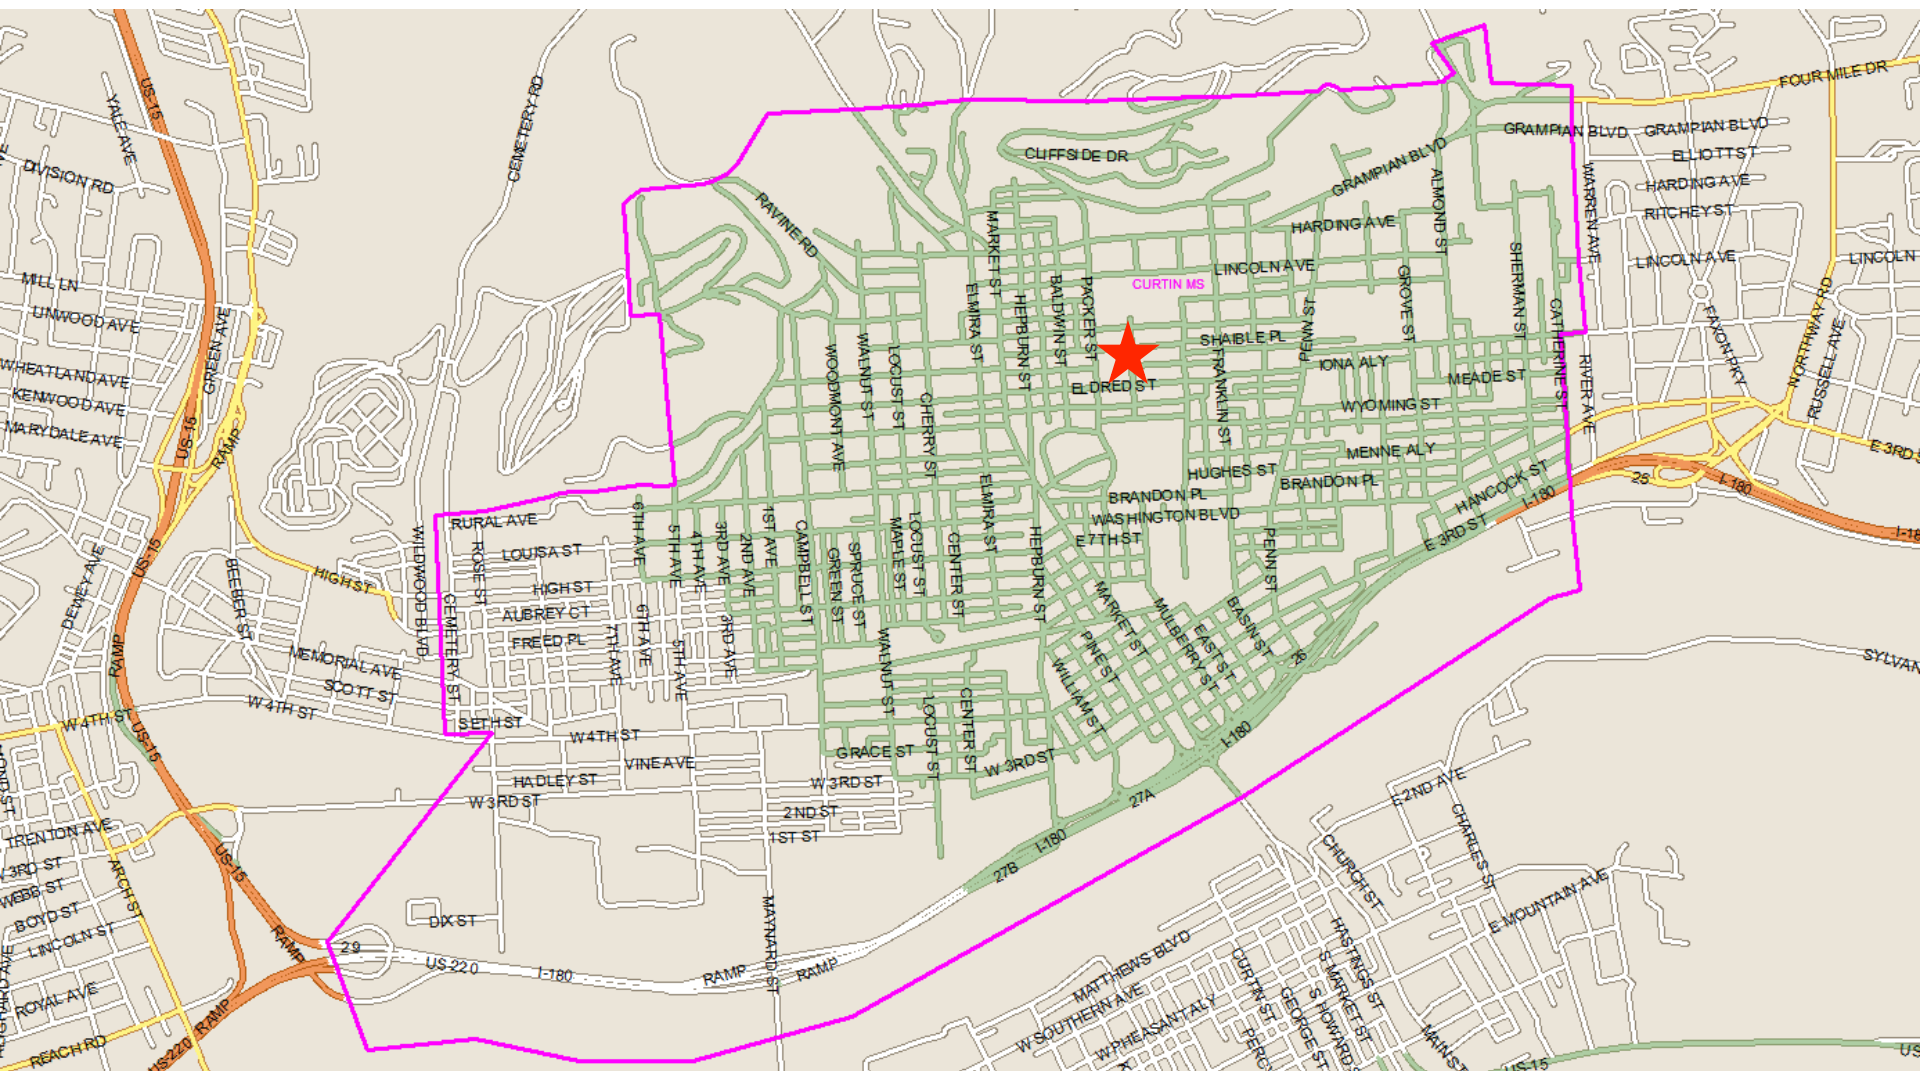 US-15
YALE AVE
CEMETERY RD
FOUR MILE DR
GRAMPIAN BLVD
GRAMPIAN BLVD
ELLIOTT ST
HARDING AVE
RITCHEY ST
LINCOLN AVE
LINCOLN
WARREN AVE
DIVISION RD
CLIFFSIDE DR
GRAMPIAN BLVD
ALMOND ST
RAVINE RD
MARKET ST
HARDING AVE
SHERMAN ST
MILL LN
LINWOOD AVE
GREEN AVE
WHEATLAND AVE
KENWOOD AVE
MARYDALE AVE
US-15
RAMP
LINCOLN AVE
CURTIN MS
GROVE ST
PENN ST
ELMIRA ST
HEPBURN ST
BALDWIN ST
PACKER ST
SHAIBLE PL
CATHERINE ST
RIVER AVE
FAXON PKY
NORTHWAY RD
RUSSELL AVE
WOODMONT AVE
WALNUT ST
LOCUST ST
CHERRY ST
ELDRED ST
FRANKLIN ST
IONA ALY
MEADE ST
WYOMING ST
MENNE ALY
E 3RD S
HUGHES ST
BRANDON PL
BRANDON PL
HANCOCK ST
I-180
25
I-180
I-18
WASHINGTON BLVD
E 7TH ST
E 3RD ST
ELMIRA ST
RURAL AVE
LOUISA ST
HIGH ST
AUBREY CT
FREED PL
ROSE ST
WILDWOOD BLVD
CEMETERY ST
6TH AVE
5TH AVE
4TH AVE
3RD AVE
2ND AVE
1ST AVE
CAMPBELL ST
GREEN ST
SPRUCE ST
MAPLE ST
LOCUST ST
CENTER ST
HEPBURN ST
PENN ST
DEWEY AVE
US-15
BEEBER ST
HIGH ST
MEMORIAL AVE
SCOTT ST
W 4TH ST
W 4TH ST
RAMP
US-15
7TH AVE
6TH AVE
5TH AVE
3RD AVE
WALNUT ST
MARKET ST
PINE ST
WILLIAM ST
MULBERRY ST
EAST ST
BASIN ST
26
SYLVAN
SETH ST
W 4TH ST
VINE AVE
HADLEY ST
W 3RD ST
GRACE ST
W 3RD ST
2ND ST
1ST ST
LOCUST ST
CENTER ST
W 3RD ST
I-180
27A
I-180
27B
E 2ND AVE
CHARLES ST
CHURCH ST
E MOUNTAIN AVE
TRENTON AVE
3RD ST
BOYD ST
LINCOLN ST
ARCH ST
US-15
RAMP
ROYAL AVE
REACH RD
RAMP
US-220
DIX ST
29
US-220
I-180
RAMP
MAYNARD ST
RAMP
MATTHEWS BLVD
W SOUTHERN AVE
W PHEASANT ALY
CURTIN ST
GEORGE ST
PERCY
HASTINGS ST
S MARKET ST
S HOWARD S
MAIN ST
US-15
US